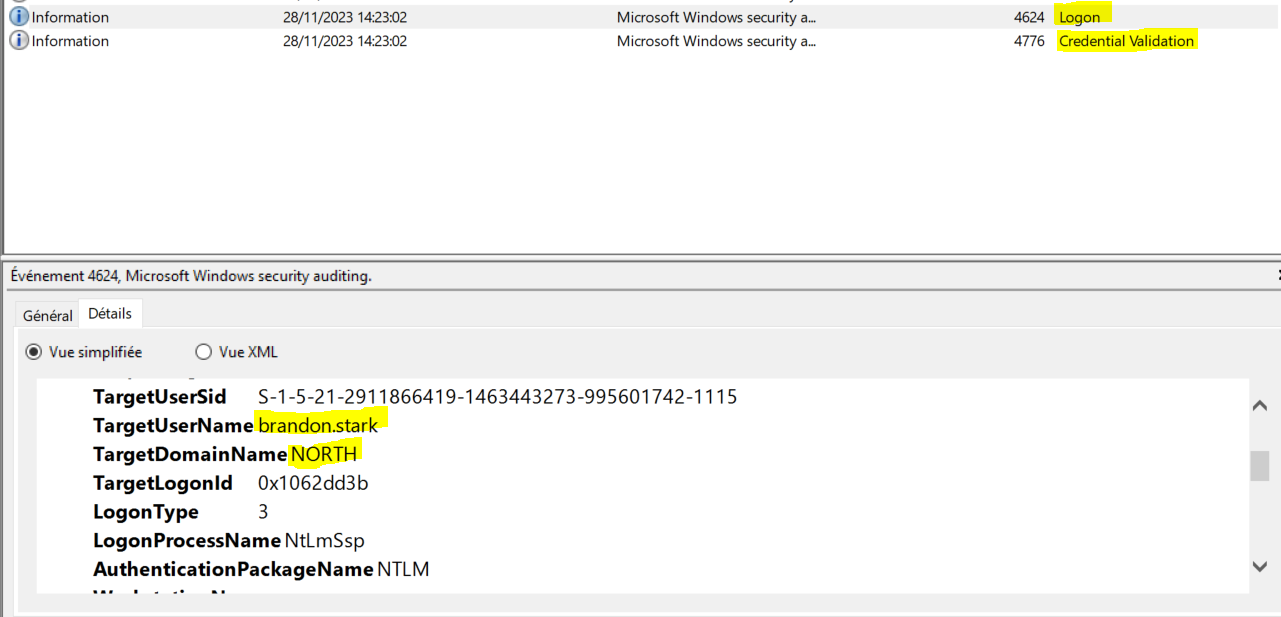 Information 28/11/2023 14:23:02 Microsoft Windows security a... 4624 Logon
Information 28/11/2023 14:23:02 Microsoft Windows security a... 4776 Credential Validation
Événement 4624, Microsoft Windows security auditing.
Général Détails
Vue simplifiée Vue XML
TargetUserSid S-1-5-21-2911866419-1463443273-995601742-1115
TargetUserName brandon.stark
TargetDomainName NORTH
TargetLogonId 0x1062dd3b
LogonType 3
LogonProcessName NtLmSsp
AuthenticationPackageName NTLM